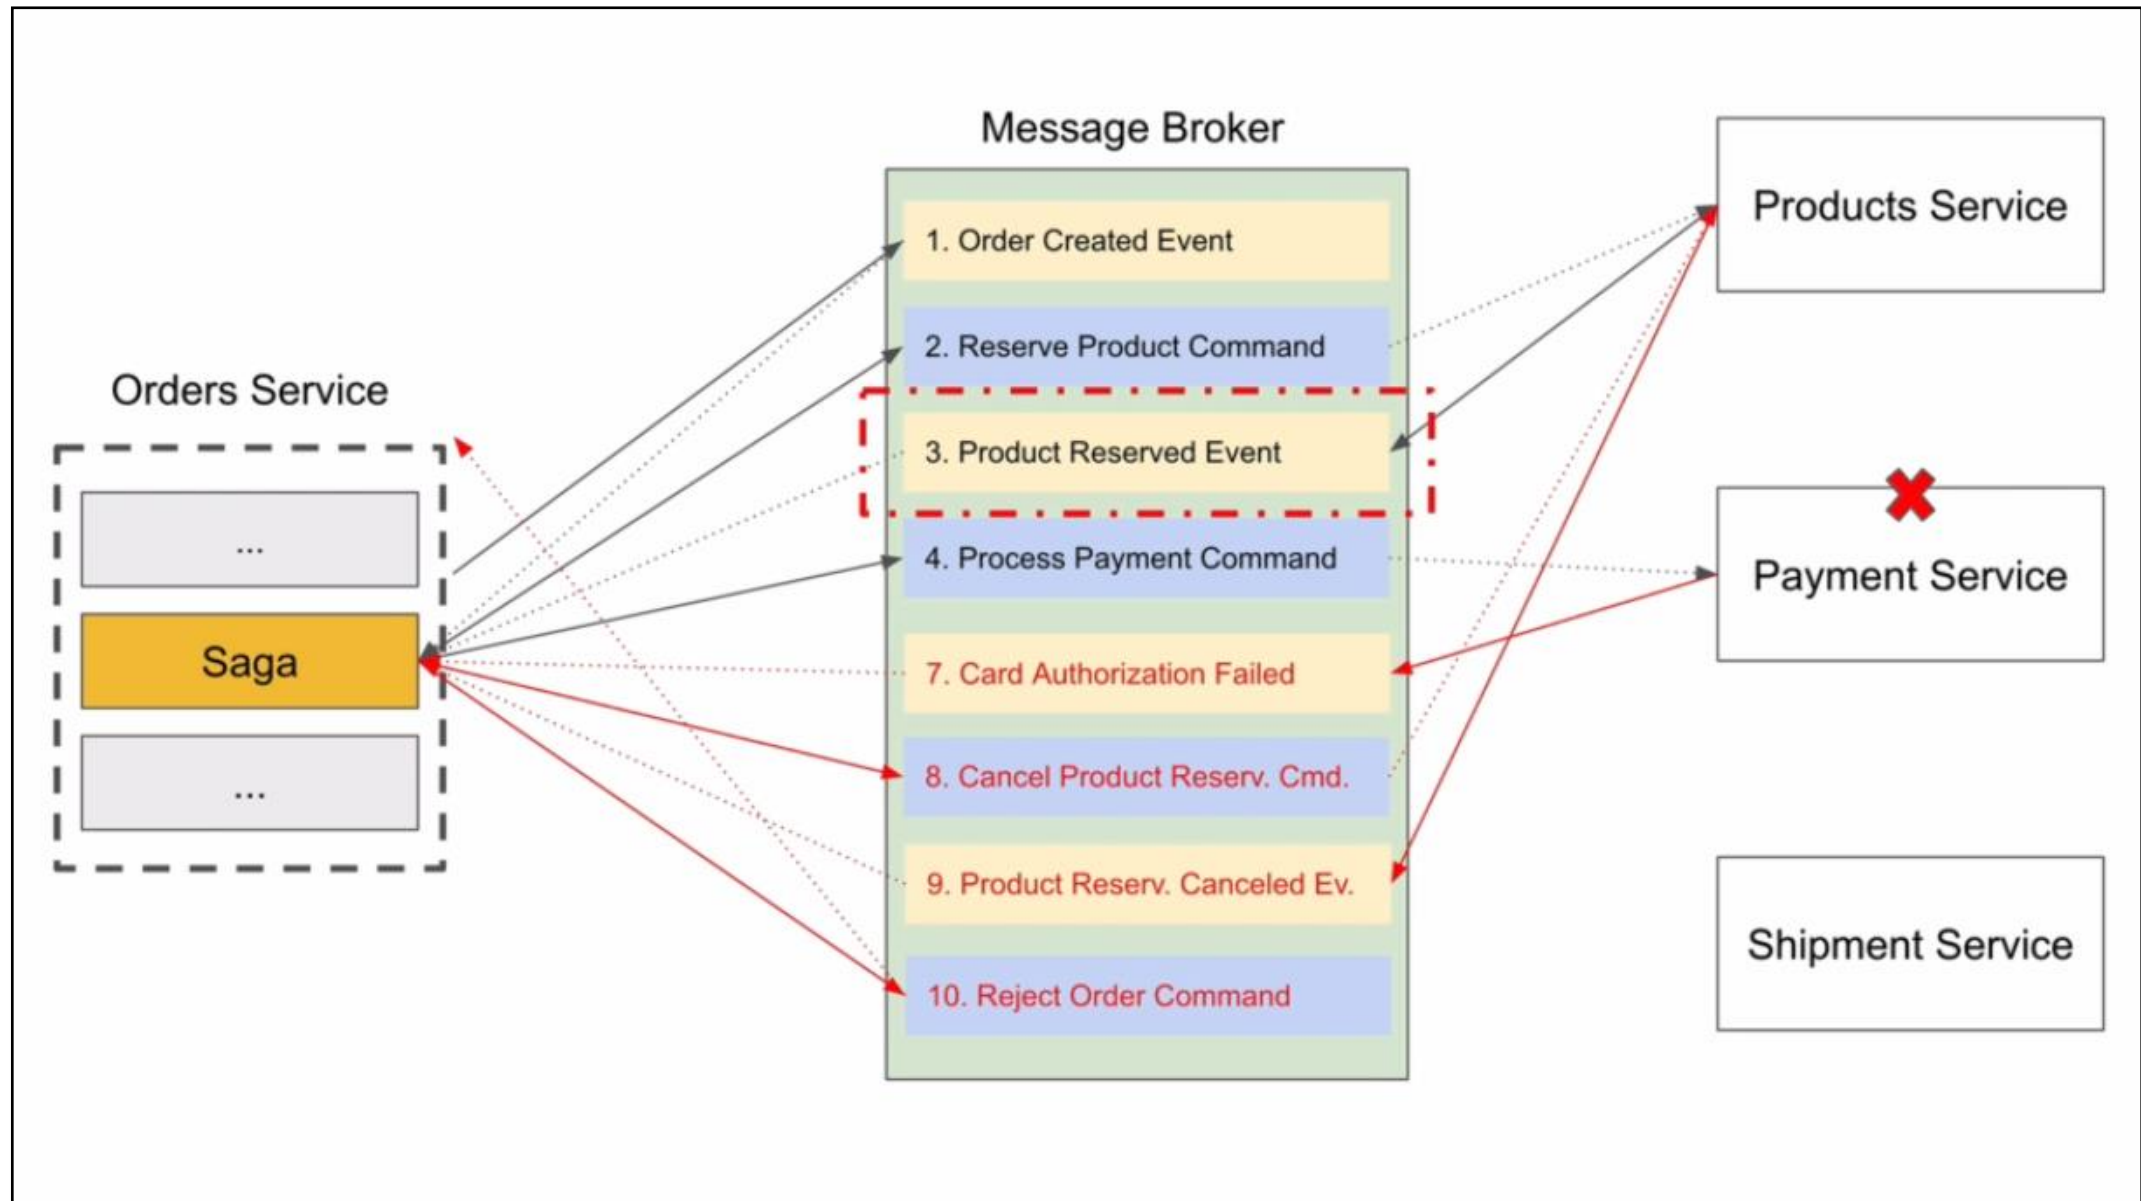 Message Broker
Products Service
1. Order Created Event
2. Reserve Product Command
Orders Service
3. Product Reserved Event
...
4. Process Payment Command
Payment Service
Saga
7. Card Authorization Failed
...
8. Cancel Product Reserv. Cmd.
9. Product Reserv. Canceled Ev.
Shipment Service
10. Reject Order Command